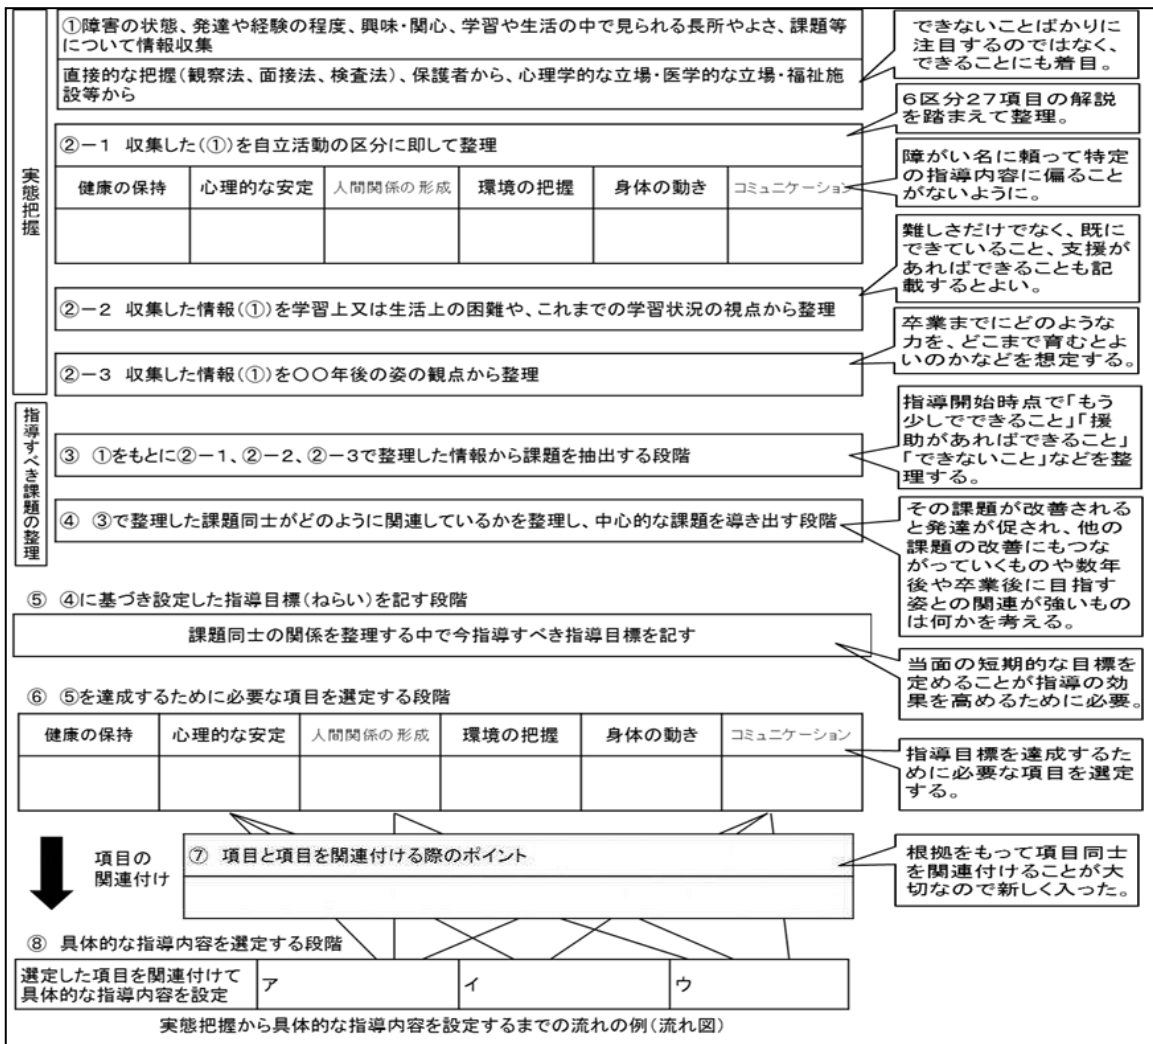 ①障害の状態、発達や経験の程度、興味・関心、学習や生活の中で見られる長所やよさ、課題等
について情報収集
直接的な把握(観察法、面接法、検査法)、保護者から、心理学的な立場・医学的な立場・福祉施
設等から
できないことばかりに
注目するのではなく、
できることにも着目。
実態把握
②-1 収集した(①)を自立活動の区分に即して整理
6区分27項目の解説
を踏まえて整理。
健康の保持 心理的な安定 人間関係の形成 環境の把握 身体の動き コミュニケーション
障がい名に頼って特定
の指導内容に偏ること
がないように。
②-2 収集した情報(①)を学習上又は生活上の困難や、これまでの学習状況の視点から整理
難しさだけでなく、既に
できていること、支援が
あればできることも記
載するとよい。
②-3 収集した情報(①)を〇〇年後の姿の観点から整理
卒業までにどのような
力を、どこまで育むとよ
いのかなどを想定する。
指導すべき課題の整理
③ ①をもとに②-1、②-2、②-3で整理した情報から課題を抽出する段階
指導開始時点で「もう
少しでできること」「援
助があればできること」
「できないこと」などを整
理する。
④ ③で整理した課題同士がどのように関連しているかを整理し、中心的な課題を導き出す段階
その課題が改善される
と発達が促され、他の
課題の改善にもつな
がっていくものや数年
後や卒業後に目指す
姿との関連が強いもの
は何かを考える。
⑤ ④に基づき設定した指導目標(ねらい)を記す段階
課題同士の関係を整理する中で今指導すべき指導目標を記す
当面の短期的な目標を
定めることが指導の効
果を高めるために必要。
⑥ ⑤を達成するために必要な項目を選定する段階
健康の保持 心理的な安定 人間関係の形成 環境の把握 身体の動き コミュニケーション
指導目標を達成するた
めに必要な項目を選定
する。
項目の
関連付け
⑦ 項目と項目を関連付ける際のポイント
根拠をもって項目同士
を関連付けることが大
切なので新しく入った。
⑧ 具体的な指導内容を選定する段階
選定した項目を関連付けて
具体的な指導内容を設定
ア イ ウ
実態把握から具体的な指導内容を設定するまでの流れの例(流れ図)